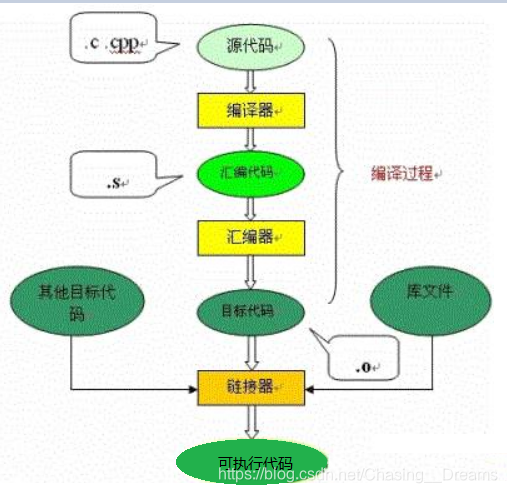 .c .cpp
源代码
编译器
.s
汇编代码
编译过程
汇编器
其他目标代
码
目标代码
库文件
.o
链接器
可执行代码
https://blog.csdn.net/Chasing__Dreams